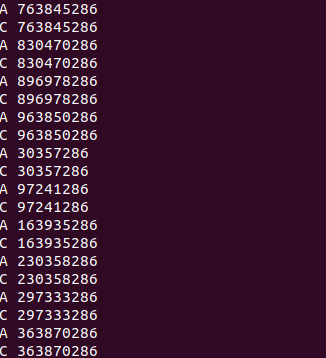 A 763845286
C 763845286
A 830470286
C 830470286
A 896978286
C 896978286
A 963850286
C 963850286
A 30357286
C 30357286
A 97241286
C 97241286
A 163935286
C 163935286
A 230358286
C 230358286
A 297333286
C 297333286
A 363870286
C 363870286